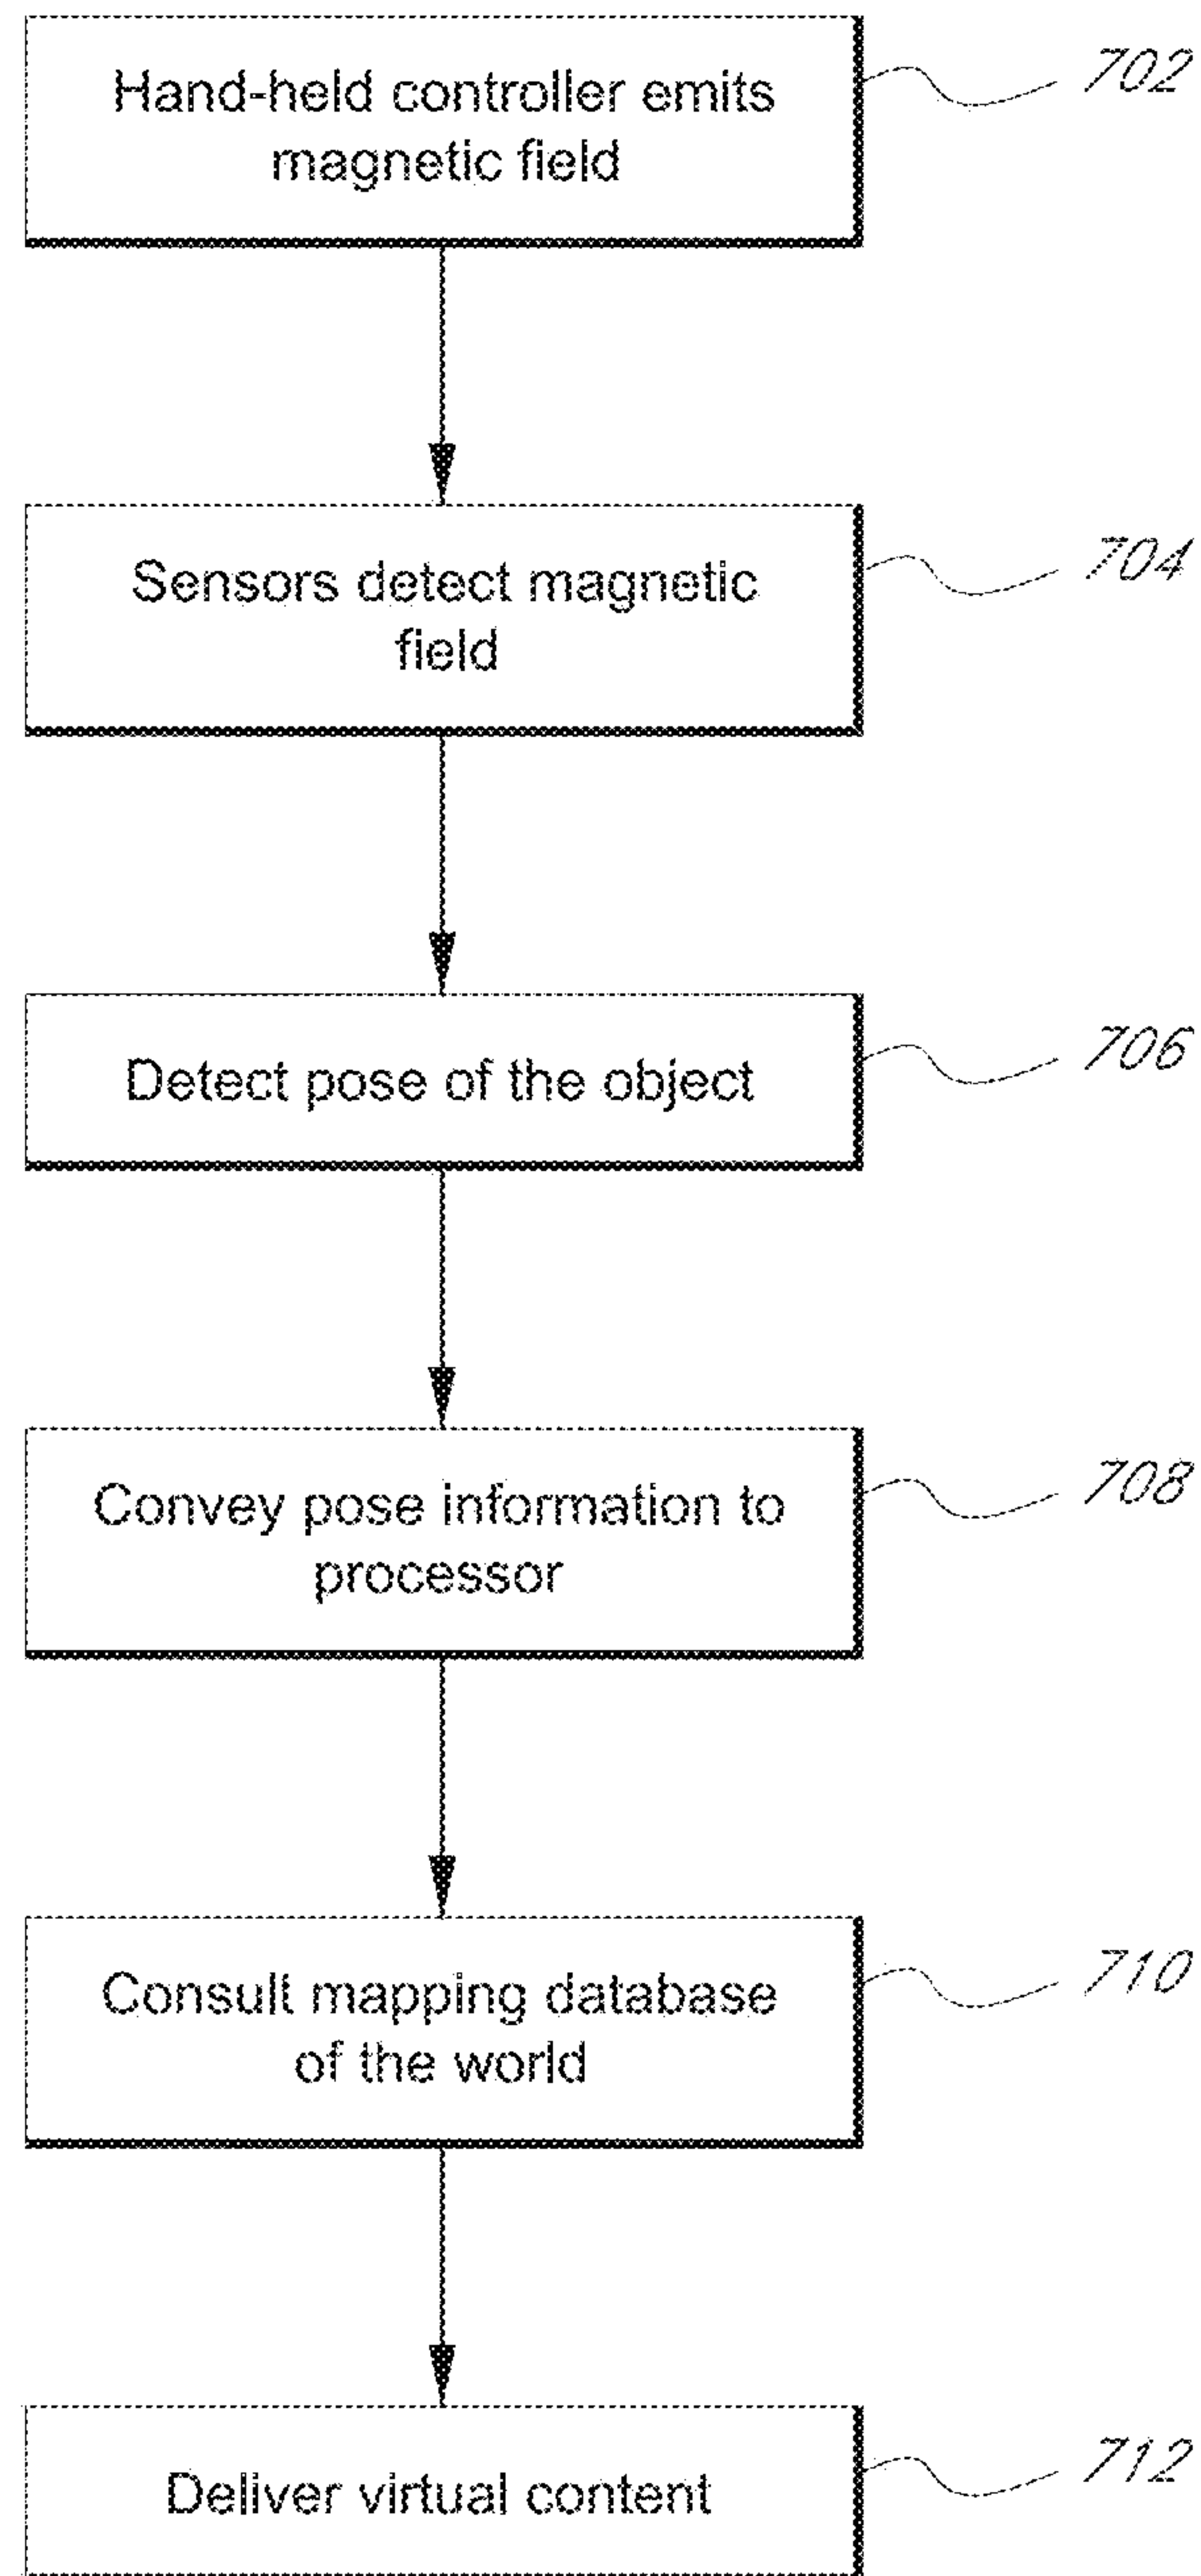 Hand-held controller emits
magnetic field
702
Sensors detect magnetic
field
704
Detect pose of the object
706
Convey pose information to
processor
708
Consult mapping database
of the world
710
Deliver virtual content
712